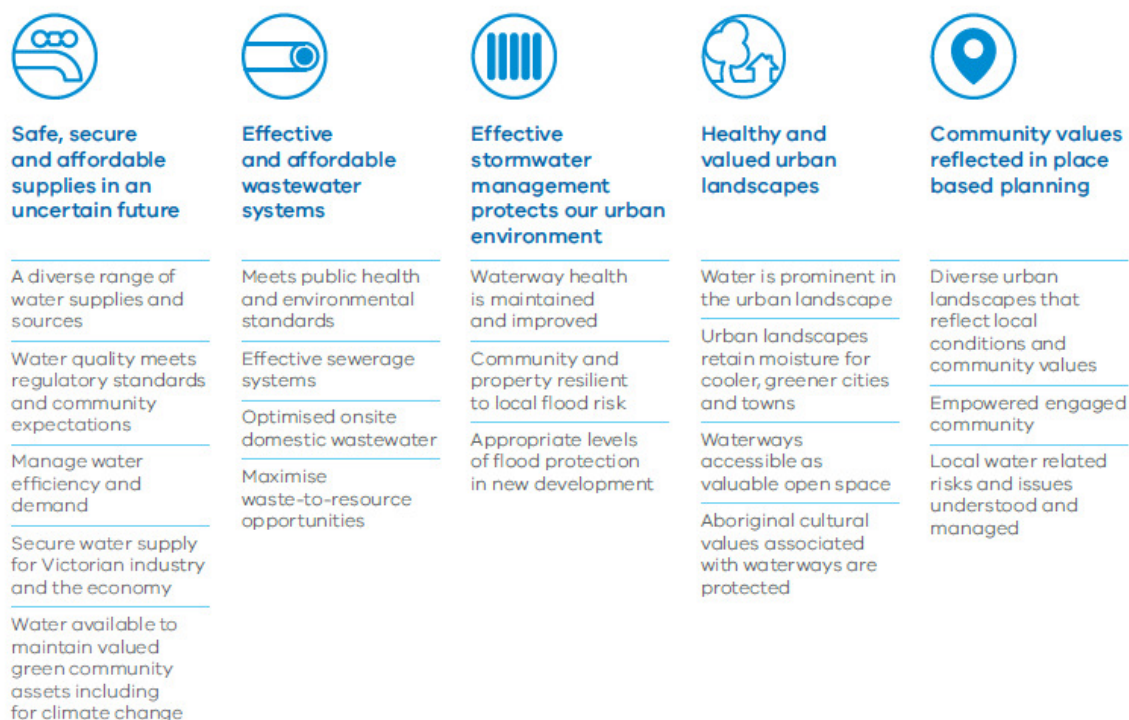 Safe, secure
and affordable
supplies in an
uncertain future
A diverse range of
water supplies and
sources
Water quality meets
regulatory standards
and community
expectations
Manage water
efficiency and
demand
Secure water supply
for Victorian industry
and the economy
Water available to
maintain valued
green community
assets including
for climate change
Effective
and affordable
wastewater
systems
Meets public health
and environmental
standards
Effective sewerage
systems
Optimised onsite
domestic wastewater
Maximise
waste-to-resource
opportunities
Effective
stormwater
management
protects our urban
environment
Waterway health
is maintained
and improved
Community and
property resilient
to local flood risk
Appropriate levels
of flood protection
in new development
Healthy and
valued urban
landscapes
Water is prominent in
the urban landscape
Urban landscapes
retain moisture for
cooler, greener cities
and towns
Waterways
accessible as
valuable open space
Aboriginal cultural
values associated
with waterways are
protected
Community values
reflected in place
based planning
Diverse urban
landscapes that
reflect local
conditions and
community values
Empowered engaged
community
Local water related
risks and issues
understood and
managed